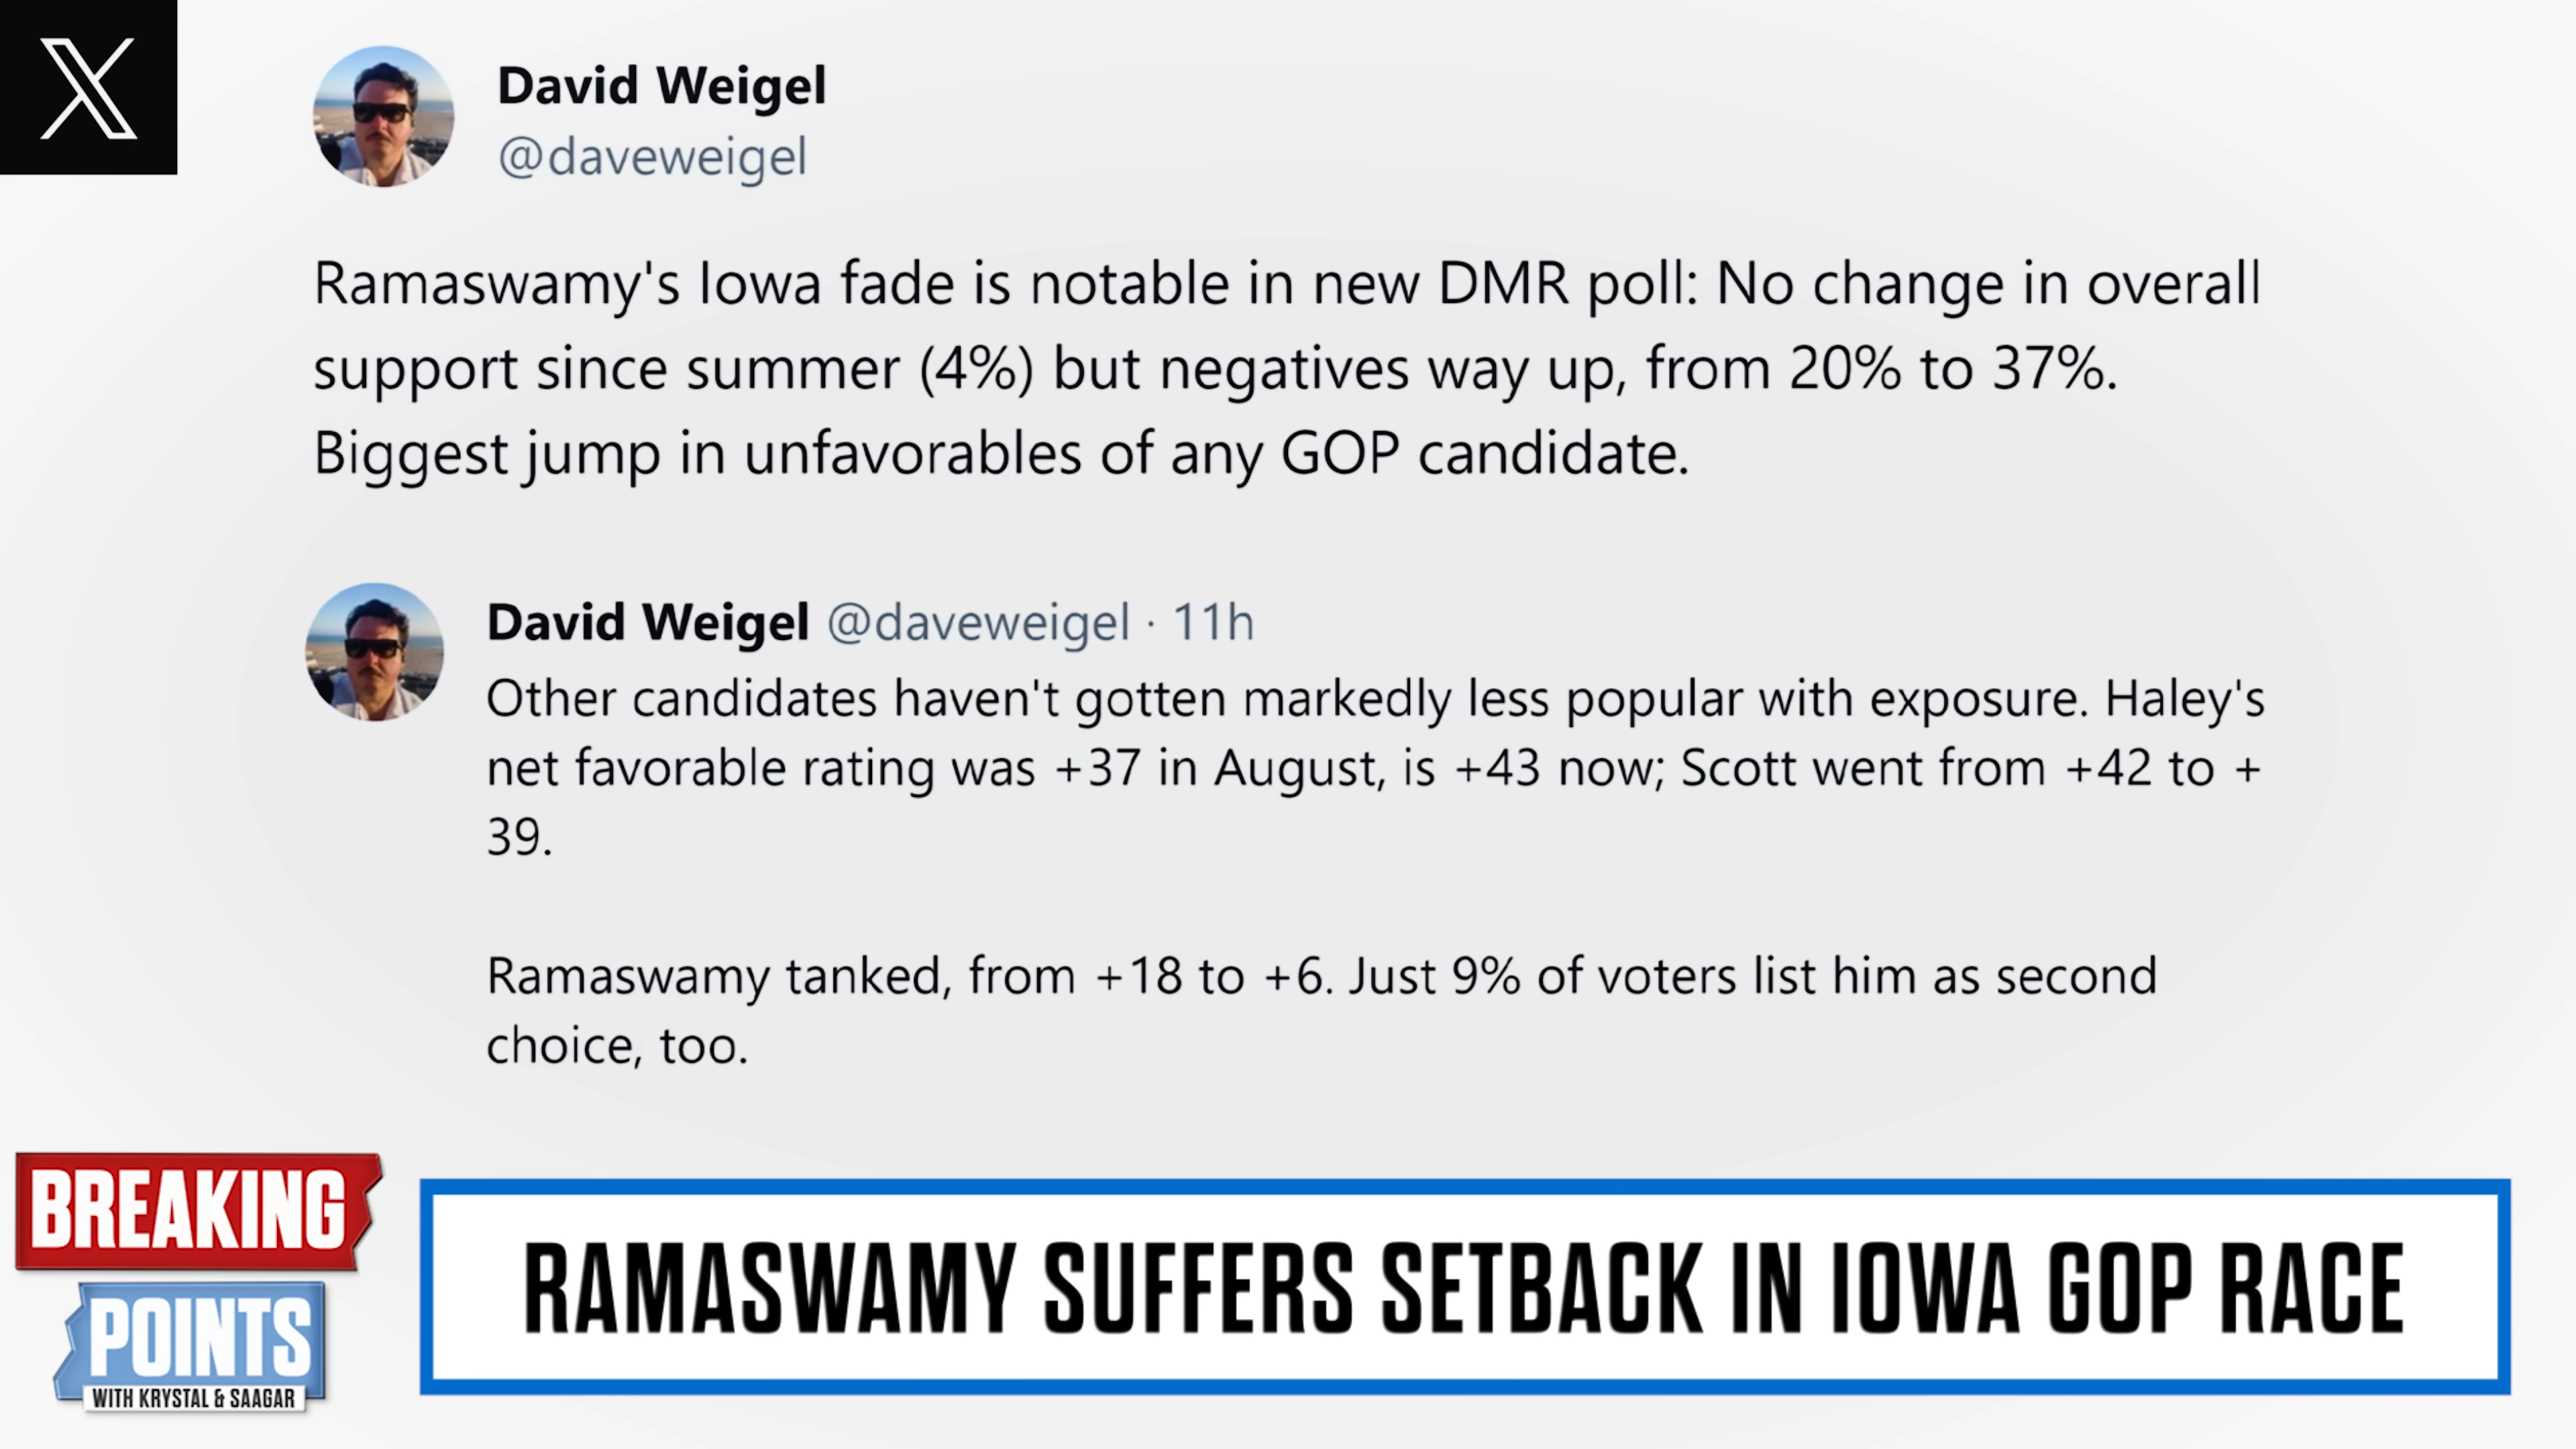 X
David Weigel
@daveweigel
Ramaswamy's Iowa fade is notable in new DMR poll: No change in overall
support since summer (4%) but negatives way up, from 20% to 37%.
Biggest jump in unfavorables of any GOP candidate.
David Weigel @daveweigel · 11h
Other candidates haven't gotten markedly less popular with exposure. Haley's
net favorable rating was +37 in August, is +43 now; Scott went from +42 to +
39.
Ramaswamy tanked, from +18 to +6. Just 9% of voters list him as second
choice, too.
BREAKING
POINTS
WITH KRYSTAL & SAAGAR
RAMASWAMY SUFFERS SETBACK IN IOWA GOP RACE